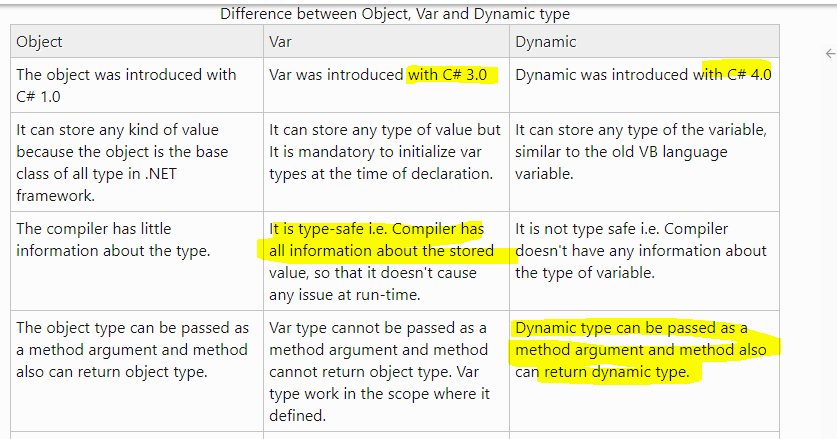 Difference between Object, Var and Dynamic type
Object
Var
Dynamic
The object was introduced with
C# 1.0
Var was introduced with C# 3.0
Dynamic was introduced with C# 4.0
It can store any kind of value
because the object is the base
class of all type in .NET
framework.
It can store any type of value but
It is mandatory to initialize var
types at the time of declaration.
It can store any type of the variable,
similar to the old VB language
variable.
The compiler has little
information about the type.
It is type-safe i.e. Compiler has
all information about the stored
value, so that it doesn't cause
any issue at run-time.
It is not type safe i.e. Compiler
doesn't have any information about
the type of variable.
The object type can be passed as
a method argument and method
also can return object type.
Var type cannot be passed as a
method argument and method
cannot return object type. Var
type work in the scope where it
defined.
Dynamic type can be passed as a
method argument and method also
can return dynamic type.